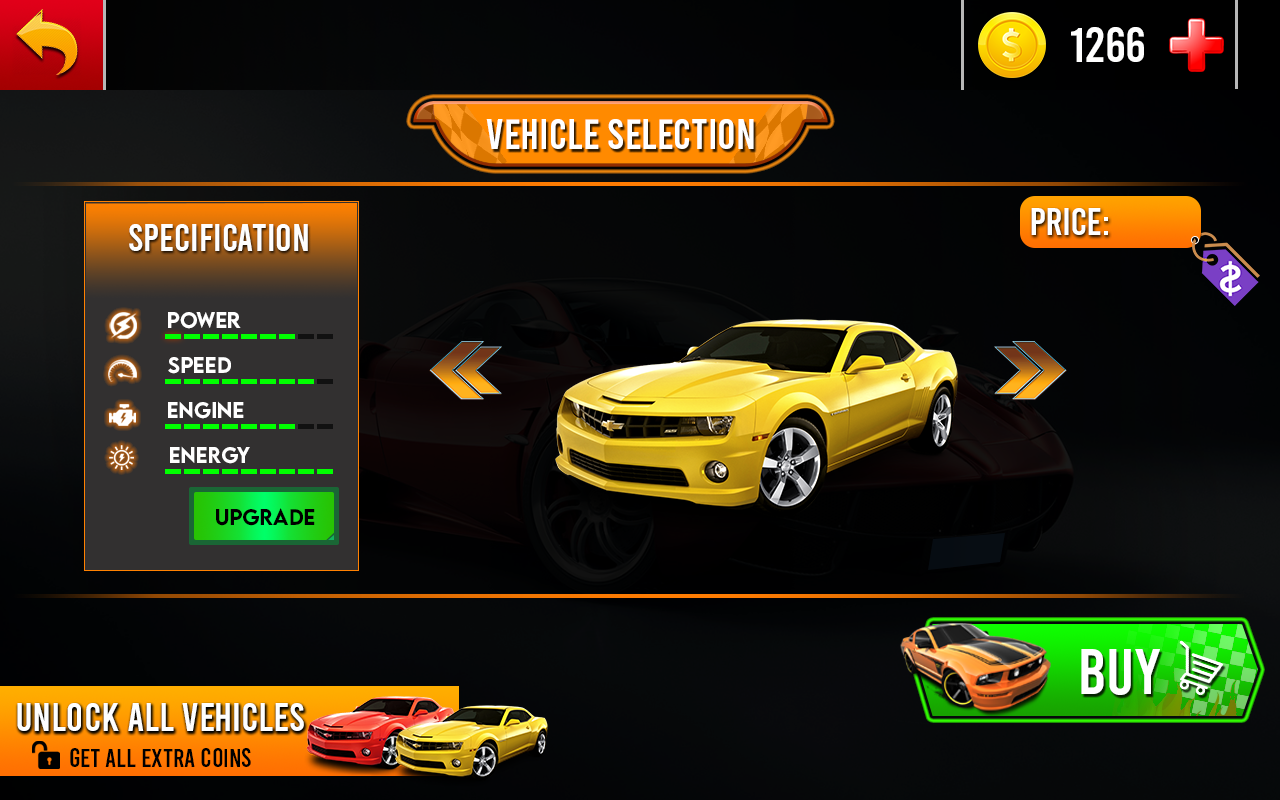 1266
VEHICLE SELECTION
SPECIFICATION
PRICE:
POWER
SPEED
ENGINE
ENERGY
UPGRADE
BUY
UNLOCK ALL VEHICLES
GET ALL EXTRA COINS